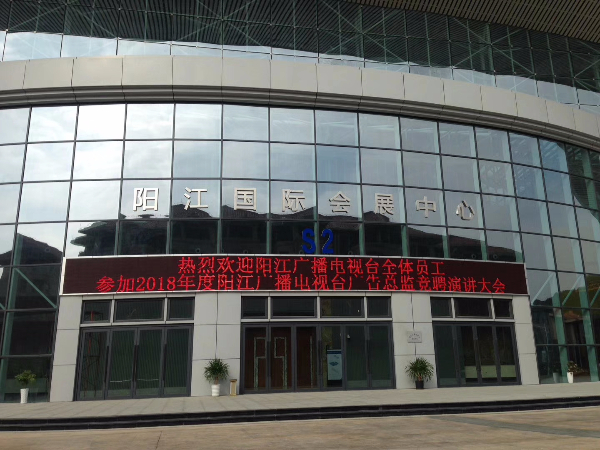 阳江国际会展中心
S2
热烈欢迎阳江广播电视台全体员工
参加2018年度阳江广播电视台广告总监竞聘演讲大会